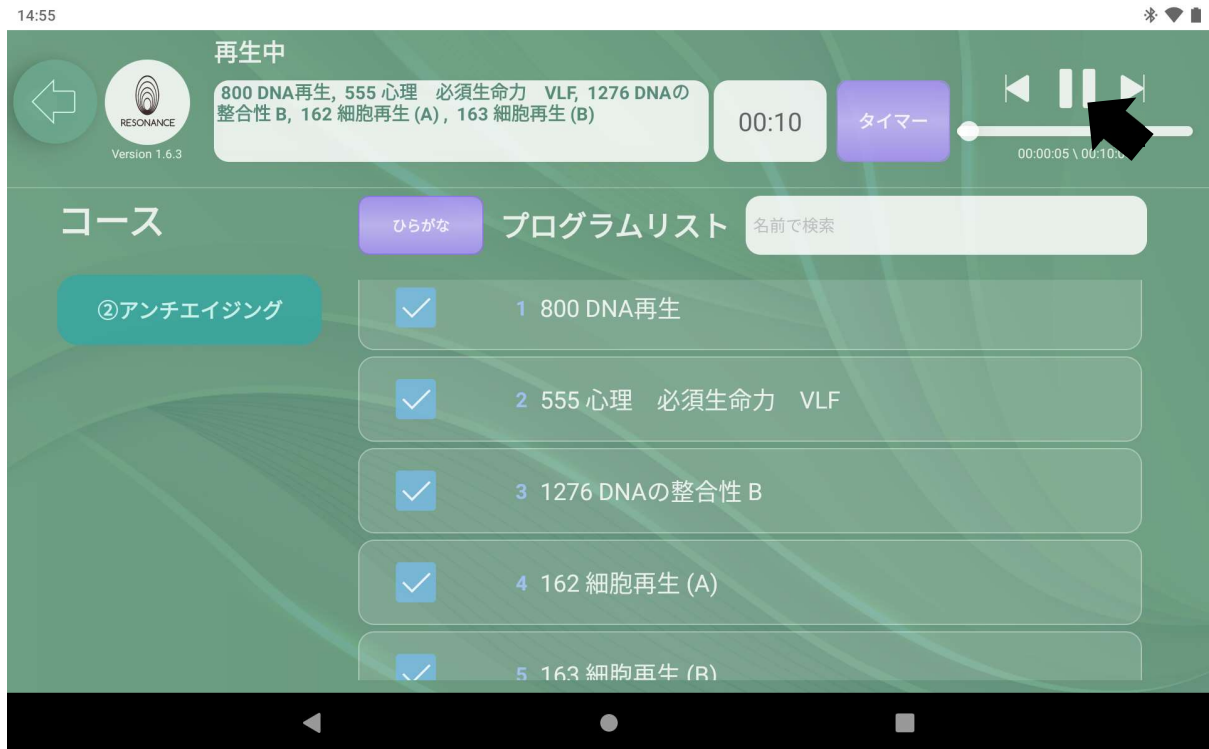 14:55
再生中
800 DNA再生, 555 心理　必須生命力　VLF, 1276 DNAの
整合性 B, 162 細胞再生 (A) , 163 細胞再生 (B)
RESONANCE
Version 1.6.3
00:10
タイマー
00:00:05 \ 00:10:0
コース
ひらがな
プログラムリスト
名前で検索
②アンチエイジング
1 800 DNA再生
2 555 心理　必須生命力　VLF
3 1276 DNAの整合性 B
4 162 細胞再生 (A)
5 163 細胞再生 (B)